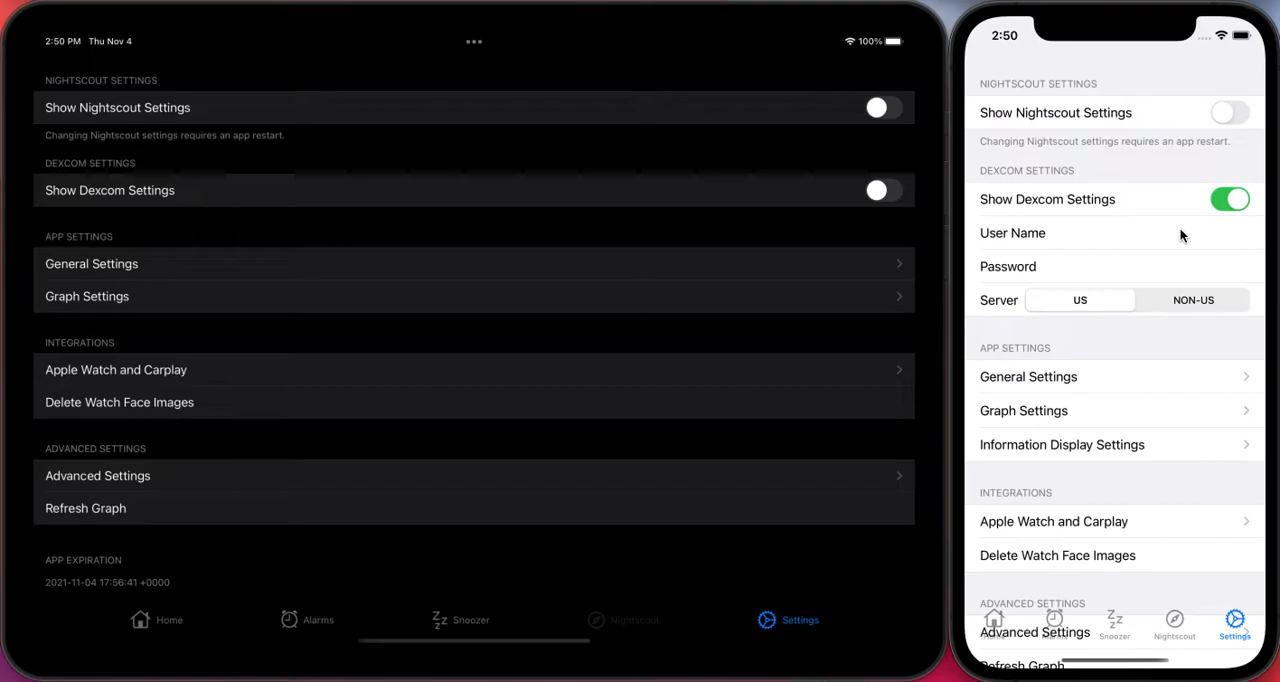 2:50 PM Thu Nov 4
100%
NIGHTSCOUT SETTINGS
Show Nightscout Settings
Changing Nightscout settings requires an app restart.
DEXCOM SETTINGS
Show Dexcom Settings
APP SETTINGS
General Settings
Graph Settings
INTEGRATIONS
Apple Watch and Carplay
Delete Watch Face Images
ADVANCED SETTINGS
Advanced Settings
Refresh Graph
APP EXPIRATION
2021-11-04 17:56:41 +0000
Home Alarms Snoozer Nightscout Settings
2:50
NIGHTSCOUT SETTINGS
Show Nightscout Settings
Changing Nightscout settings requires an app restart.
DEXCOM SETTINGS
Show Dexcom Settings
User Name
Password
Server US NON-US
APP SETTINGS
General Settings
Graph Settings
Information Display Settings
INTEGRATIONS
Apple Watch and Carplay
Delete Watch Face Images
ADVANCED SETTINGS
Advanced Settings
Snoozer Nightscout Settings
Refresh Graph